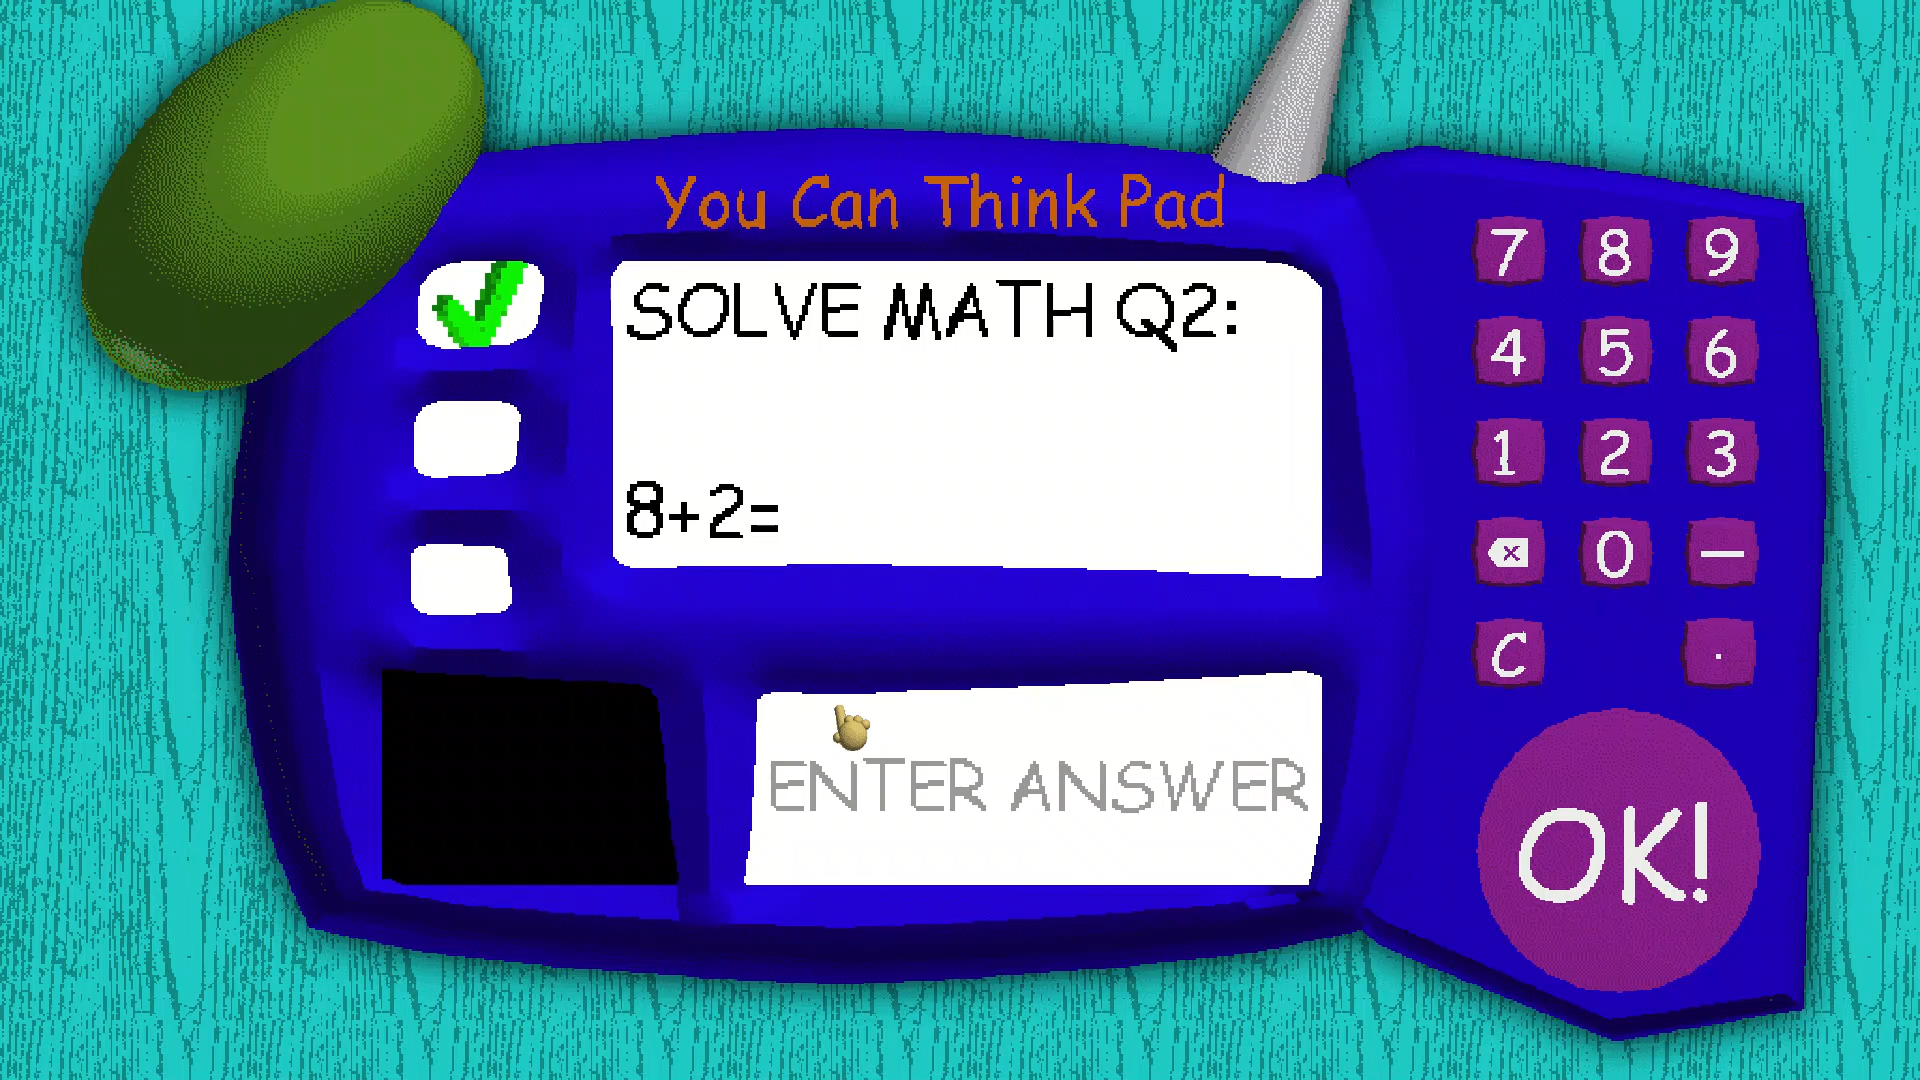 You Can Think Pad
SOLVE MATH Q2:
8+2=
ENTER ANSWER
7 8 9
4 5 6
1 2 3
x 0 —
C .
OK!